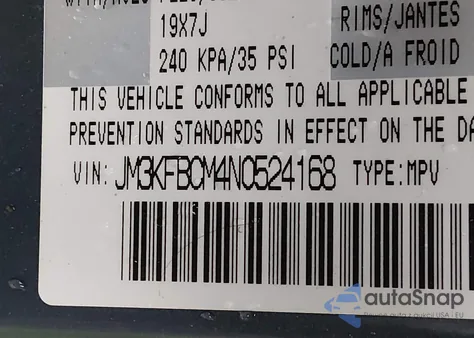 19X7J
RIMS/JANTES
240 KPA/35 PSI COLD/A FROID
THIS VEHICLE CONFORMS TO ALL APPLICABLE
PREVENTION STANDARDS IN EFFECT ON THE DA
VIN: JM3KFBCM4N0524168 TYPE:MPV
autoSnap